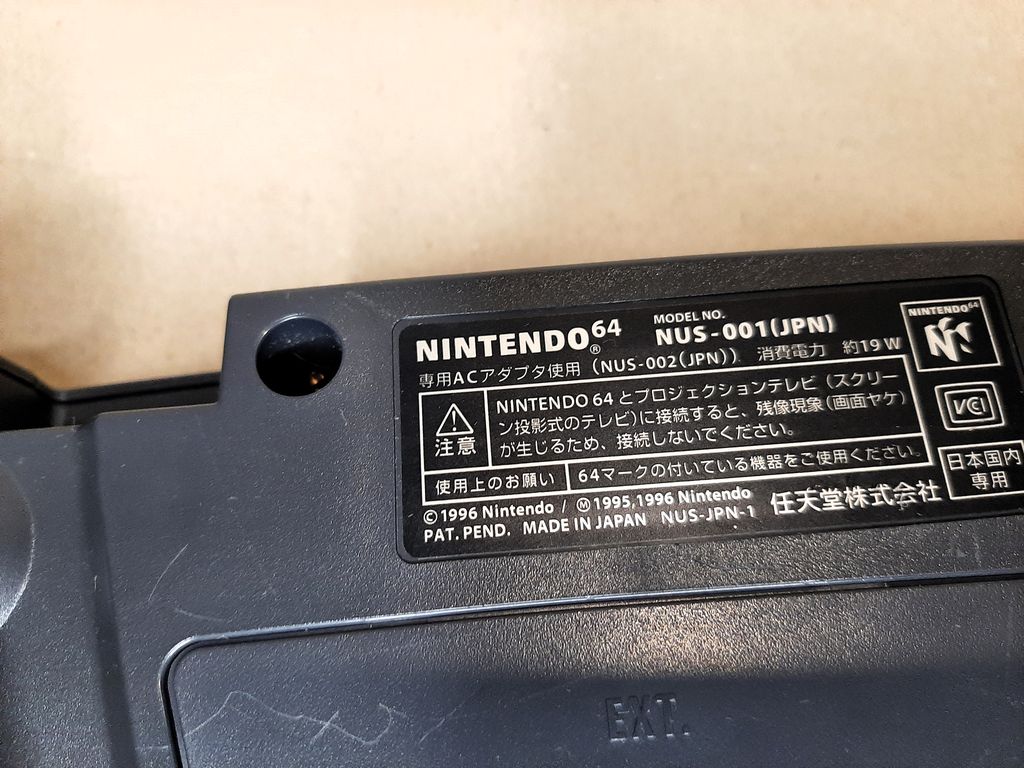 NINTENDO64®
MODEL NO.
NUS-001(JPN)
専用ACアダプタ使用 (NUS-002(JPN)) 消費電力 約19W
注意
NINTENDO 64 とプロジェクションテレビ (スクリー
ン投影式のテレビ)に接続すると、残像現象(画面ヤケ)
が生じるため、接続しないでください。
使用上のお願い
64マークの付いている機器をご使用ください。
©1996 Nintendo / Ⓜ1995,1996 Nintendo
PAT. PEND. MADE IN JAPAN NUS-JPN-1
任天堂株式会社
NINTENDO64
VCI
日本国内
専用
EXT.